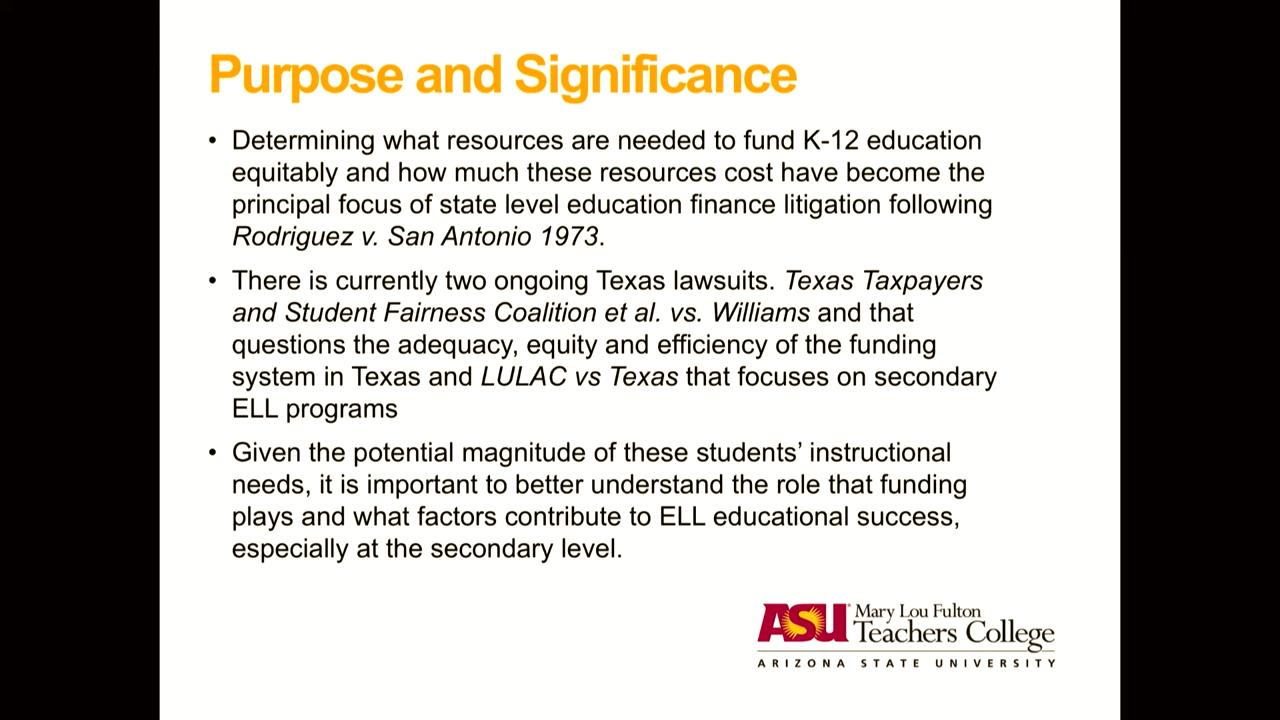 Purpose and Significance
• Determining what resources are needed to fund K-12 education
equitably and how much these resources cost have become the
principal focus of state level education finance litigation following
Rodriguez v. San Antonio 1973.
• There is currently two ongoing Texas lawsuits. Texas Taxpayers
and Student Fairness Coalition et al. vs. Williams and that
questions the adequacy, equity and efficiency of the funding
system in Texas and LULAC vs Texas that focuses on secondary
ELL programs
• Given the potential magnitude of these students’ instructional
needs, it is important to better understand the role that funding
plays and what factors contribute to ELL educational success,
especially at the secondary level.
ASU Mary Lou Fulton
Teachers College
ARIZONA STATE UNIVERSITY